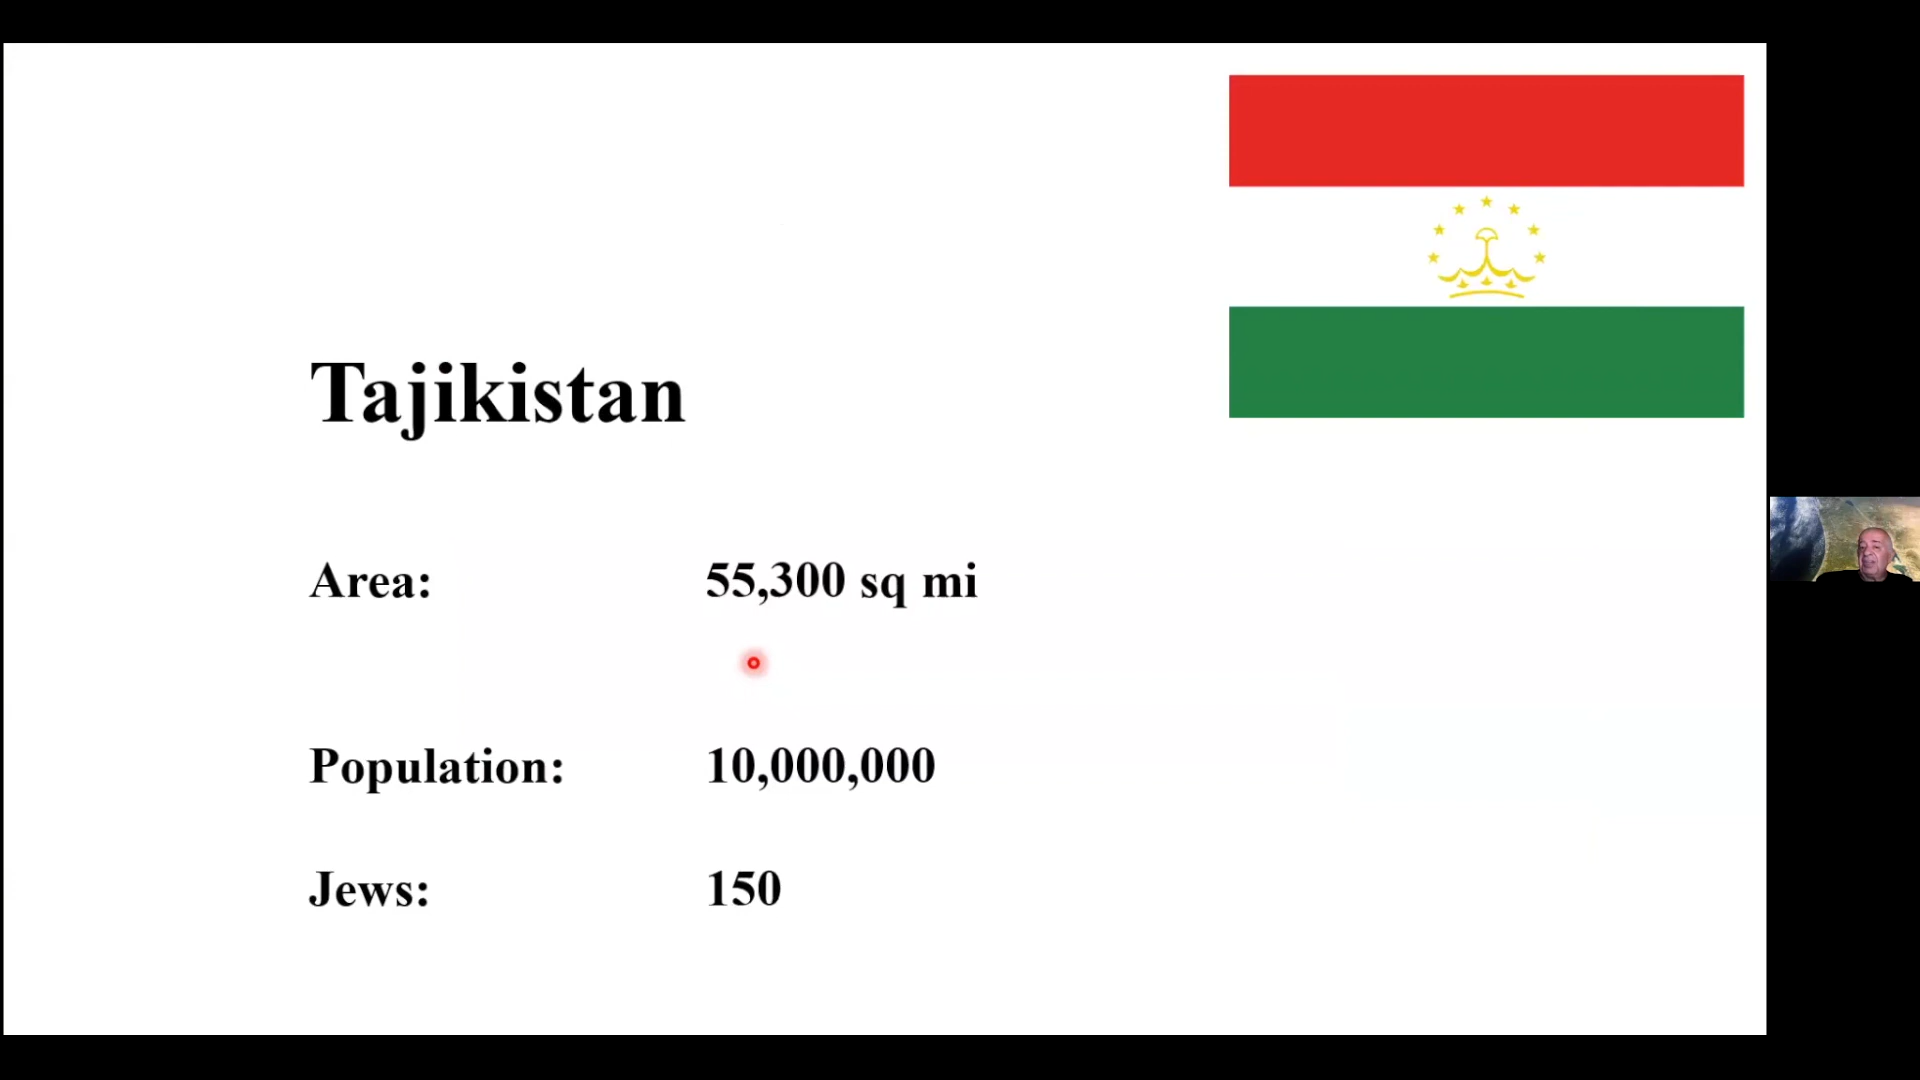 Tajikistan
Area: 55,300 sq mi
Population: 10,000,000
Jews: 150